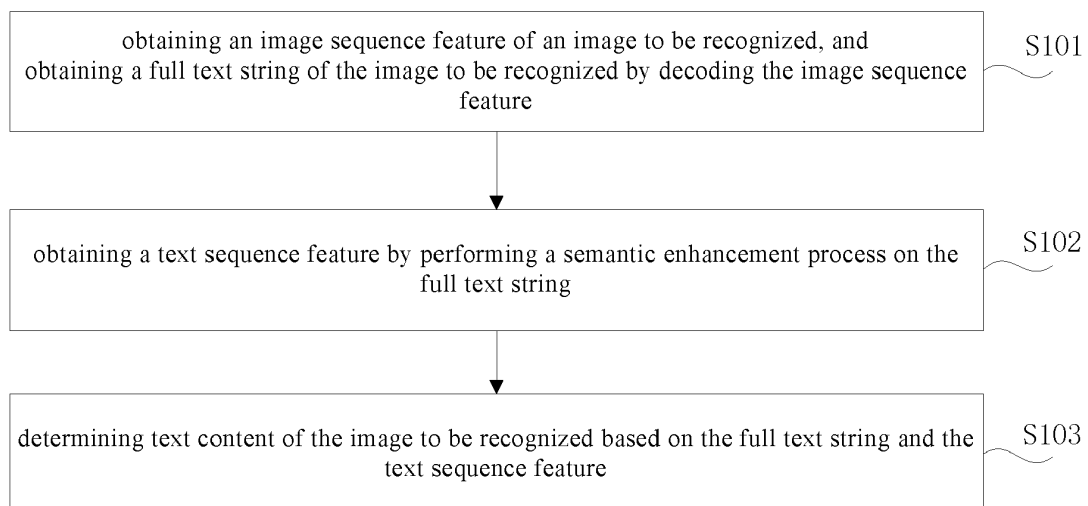 obtaining an image sequence feature of an image to be recognized, and
obtaining a full text string of the image to be recognized by decoding the image sequence
feature
S101
obtaining a text sequence feature by performing a semantic enhancement process on the
full text string
S102
determining text content of the image to be recognized based on the full text string and the
text sequence feature
S103